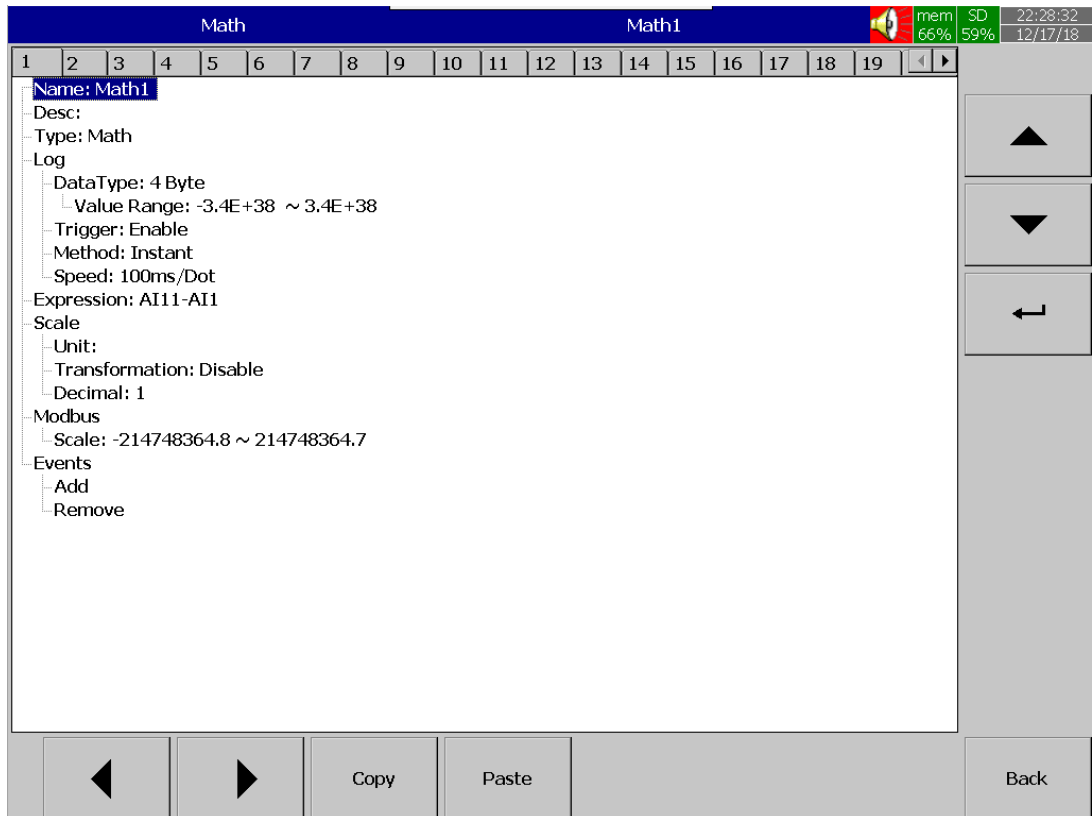 Math Math1 mem 66% SD 59% 22:28:32 12/17/18
1 2 3 4 5 6 7 8 9 10 11 12 13 14 15 16 17 18 19
Name: Math1
Desc:
Type: Math
Log
DataType: 4 Byte
Value Range: -3.4E+38 ~ 3.4E+38
Trigger: Enable
Method: Instant
Speed: 100ms/Dot
Expression: AI11-AI1
Scale
Unit:
Transformation: Disable
Decimal: 1
Modbus
Scale: -214748364.8 ~ 214748364.7
Events
Add
Remove
Copy Paste Back